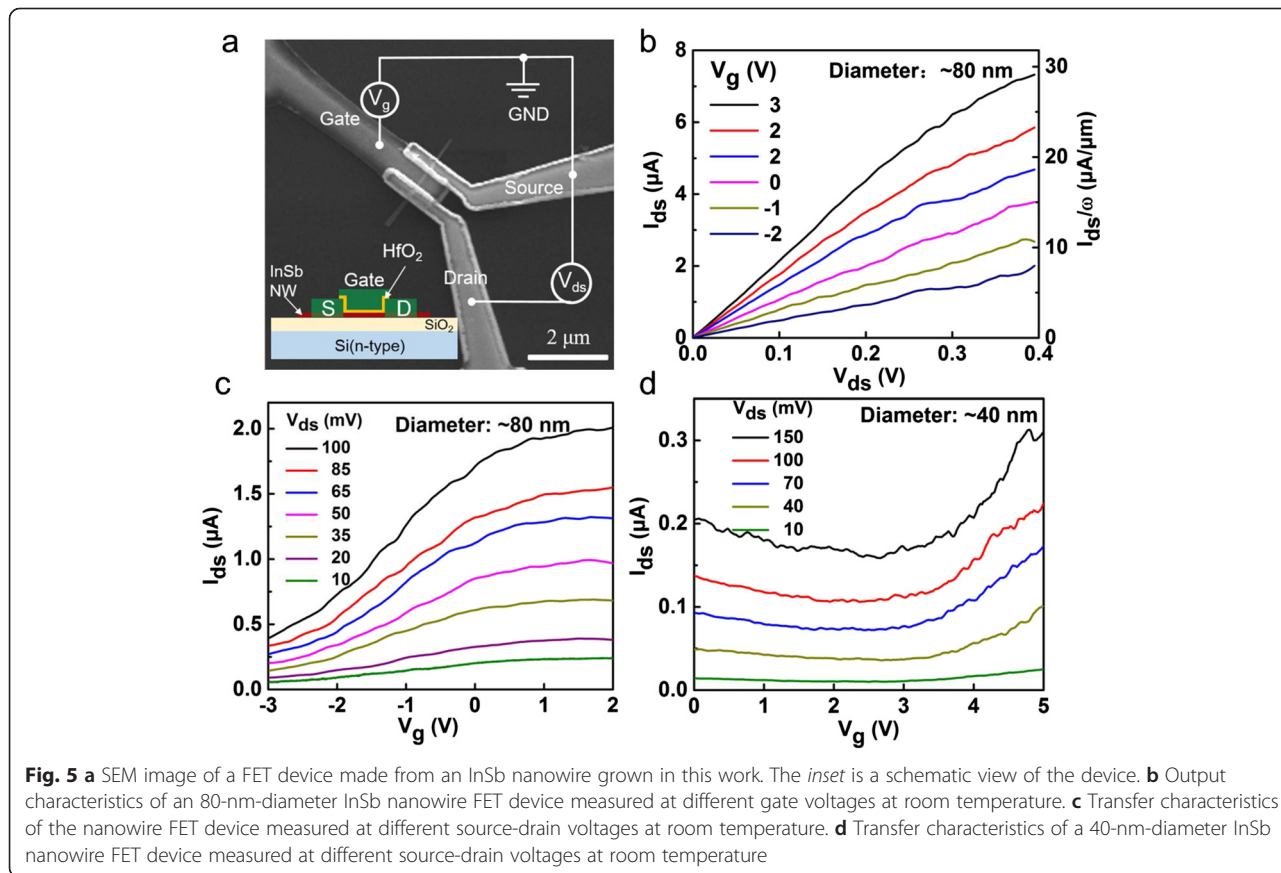 a
V_g
GND
Gate
Source
Drain
V_ds
HfO₂
InSb
NW
Gate
S
D
SiO₂
Si(n-type)
2 μm
b
V_g (V)
Diameter: ~80 nm
3
2
2
0
-1
-2
8
6
4
2
0
I_ds (μA)
30
20
10
0
I_ds/ω (μA/μm)
0.0 0.1 0.2 0.3 0.4
V_ds (V)
c
V_ds (mV)
Diameter: ~80 nm
100
85
65
50
35
20
10
2.0
1.5
1.0
0.5
0.0
I_ds (μA)
-3 -2 -1 0 1 2
V_g (V)
d
V_ds (mV)
Diameter: ~40 nm
150
100
70
40
10
0.3
0.2
0.1
0.0
I_ds (μA)
0 1 2 3 4 5
V_g (V)
Fig. 5 a SEM image of a FET device made from an InSb nanowire grown in this work. The inset is a schematic view of the device. b Output
characteristics of an 80-nm-diameter InSb nanowire FET device measured at different gate voltages at room temperature. c Transfer characteristics
of the nanowire FET device measured at different source-drain voltages at room temperature. d Transfer characteristics of a 40-nm-diameter InSb
nanowire FET device measured at different source-drain voltages at room temperature